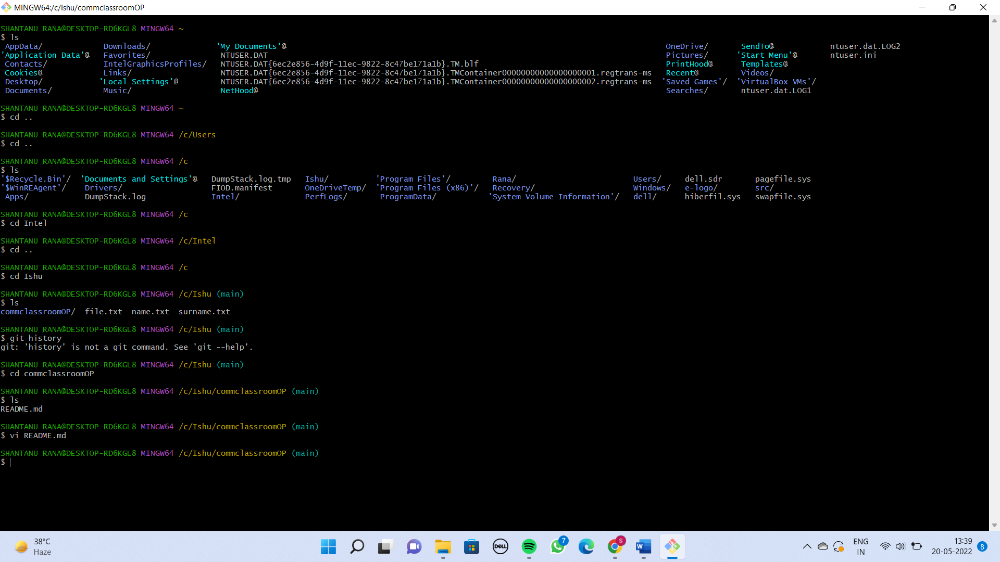 MINGW64:/c/Ishu/commclassroomOP
SHANTANU RANA@DESKTOP-RD6KGL8 MINGW64 ~
$ ls
AppData/ Downloads/ 'My Documents'@ OneDrive/ SendTo@ ntuser.dat.LOG2
'Application Data'@ Favorites/ NTUSER.DAT Pictures/ 'Start Menu'@ ntuser.ini
Contacts/ IntelGraphicsProfiles/ NTUSER.DAT{6ec2e856-4d9f-11ec-9822-8c47be171a1b}.TM.blf PrintHood@ Templates@
Cookies@ Links/ NTUSER.DAT{6ec2e856-4d9f-11ec-9822-8c47be171a1b}.TMContainer00000000000000000001.regtrans-ms Recent@ Videos/
Desktop/ 'Local Settings'@ NTUSER.DAT{6ec2e856-4d9f-11ec-9822-8c47be171a1b}.TMContainer00000000000000000002.regtrans-ms 'Saved Games'/ 'VirtualBox VMs'/
Documents/ Music/ NetHood@ Searches/ ntuser.dat.LOG1
SHANTANU RANA@DESKTOP-RD6KGL8 MINGW64 ~
$ cd ..
SHANTANU RANA@DESKTOP-RD6KGL8 MINGW64 /c/Users
$ cd ..
SHANTANU RANA@DESKTOP-RD6KGL8 MINGW64 /c
$ ls
'$Recycle.Bin'/ 'Documents and Settings'@ DumpStack.log.tmp Ishu/ 'Program Files'/ Rana/ Users/ dell.sdr pagefile.sys
'$WinREAgent'/ Drivers/ FIOD.manifest OneDriveTemp/ 'Program Files (x86)'/ Recovery/ Windows/ e-logo/ src/
Apps/ DumpStack.log Intel/ PerfLogs/ ProgramData/ 'System Volume Information'/ dell/ hiberfil.sys swapfile.sys
SHANTANU RANA@DESKTOP-RD6KGL8 MINGW64 /c
$ cd Intel
SHANTANU RANA@DESKTOP-RD6KGL8 MINGW64 /c/Intel
$ cd ..
SHANTANU RANA@DESKTOP-RD6KGL8 MINGW64 /c
$ cd Ishu
SHANTANU RANA@DESKTOP-RD6KGL8 MINGW64 /c/Ishu (main)
$ ls
commclassroomOP/ file.txt name.txt surname.txt
SHANTANU RANA@DESKTOP-RD6KGL8 MINGW64 /c/Ishu (main)
$ git history
git: 'history' is not a git command. See 'git --help'.
SHANTANU RANA@DESKTOP-RD6KGL8 MINGW64 /c/Ishu (main)
$ cd commclassroomOP
SHANTANU RANA@DESKTOP-RD6KGL8 MINGW64 /c/Ishu/commclassroomOP (main)
$ ls
README.md
SHANTANU RANA@DESKTOP-RD6KGL8 MINGW64 /c/Ishu/commclassroomOP (main)
$ vi README.md
SHANTANU RANA@DESKTOP-RD6KGL8 MINGW64 /c/Ishu/commclassroomOP (main)
$
38°C
Haze
DELL
7
S
W
ENG
IN
13:39
20-05-2022
8